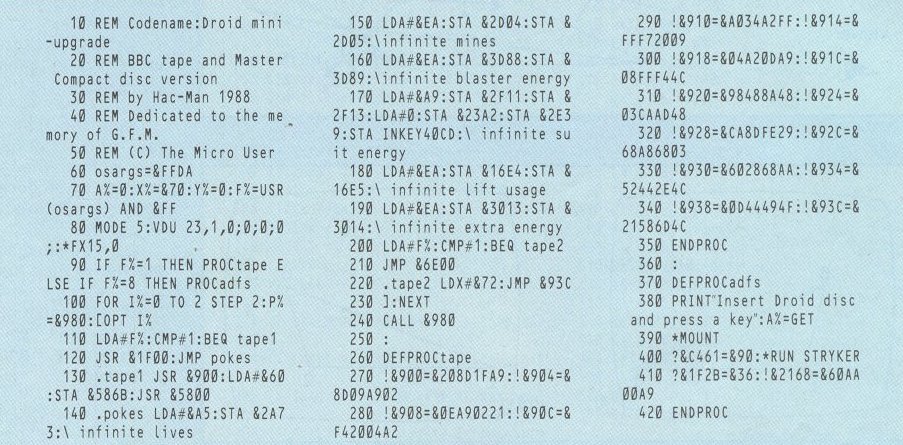 10 REM Codename:Droid mini
-upgrade
20 REM BBC tape and Master
Compact disc version
30 REM by Hac-Man 1988
40 REM Dedicated to the me
mory of G.F.M.
50 REM (C) The Micro User
60 osargs=&FFDA
70 A%=0:X%=&70:Y%=0:F%=USR
(osargs) AND &FF
80 MODE 5:VDU 23,1,0;0;0;0
;:*FX15,0
90 IF F%=1 THEN PROCtape E
LSE IF F%=8 THEN PROCadfs
100 FOR I%=0 TO 2 STEP 2:P%
=&980:[OPT I%
110 LDA#F%:CMP#1:BEQ tape1
120 JSR &1F00:JMP pokes
130 .tape1 JSR &900:LDA#&60
:STA &586B:JSR &5800
140 .pokes LDA#&A5:STA &2A7
3:\ infinite lives
150 LDA#&EA:STA &2D04:STA &
2D05:\infinite mines
160 LDA#&EA:STA &3D88:STA &
3D89:\infinite blaster energy
170 LDA#&A9:STA &2F11:STA &
2F13:LDA#0:STA &23A2:STA &2E3
9:STA INKEY40CD:\ infinite su
it energy
180 LDA#&EA:STA &16E4:STA &
16E5:\ infinite lift usage
190 LDA#&EA:STA &3013:STA &
3014:\ infinite extra energy
200 LDA#F%:CMP#1:BEQ tape2
210 JMP &6E00
220 .tape2 LDX#&72:JMP &93C
230 ]:NEXT
240 CALL &980
250 :
260 DEFPROCtape
270 !&900=&208D1FA9:!&904=&
8D09A902
280 !&908=&0EA90221:!&90C=&
F42004A2
290 !&910=&A034A2FF:!&914=&
FFF72009
300 !&918=&04A20DA9:!&91C=&
08FFF44C
310 !&920=&98488A48:!&924=&
03CAAD48
320 !&928=&CA8DFE29:!&92C=&
68A86803
330 !&930=&602868AA:!&934=&
52442E4C
340 !&938=&0D44494F:!&93C=&
21586D4C
350 ENDPROC
360 :
370 DEFPROCadfs
380 PRINT"Insert Droid disc
and press a key":A%=GET
390 *MOUNT
400 ?&C461=&90:*RUN STRYKER
410 ?&1F2B=&36:!&2168=&60AA
00A9
420 ENDPROC